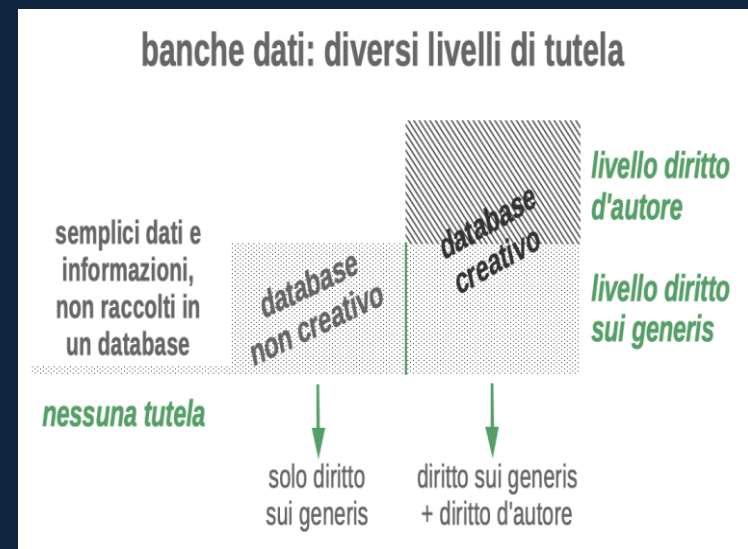 banche dati: diversi livelli di tutela
semplici dati e
informazioni,
non raccolti in
un database
nessuna tutela
database
non creativo
database
creativo
livello diritto
d'autore
livello diritto
sui generis
solo diritto
sui generis
diritto sui generis
+ diritto d'autore